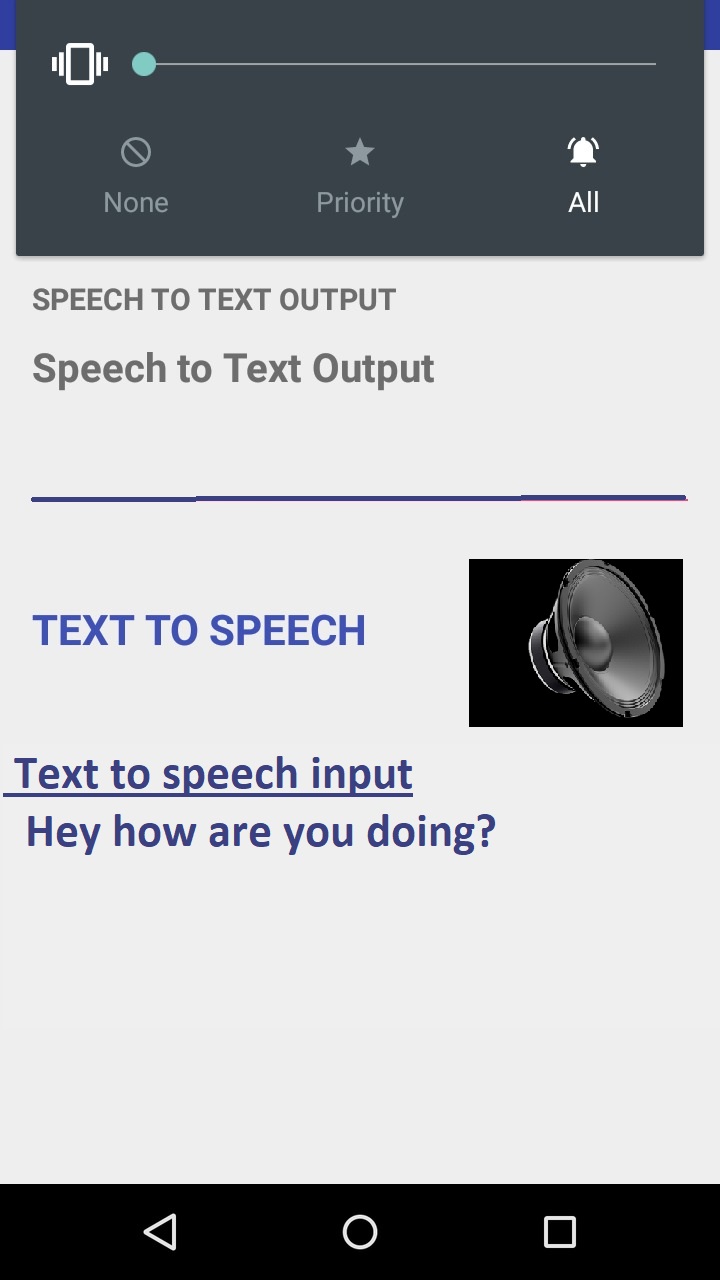 None
Priority
All
SPEECH TO TEXT OUTPUT
Speech to Text Output
TEXT TO SPEECH
Text to speech input
Hey how are you doing?